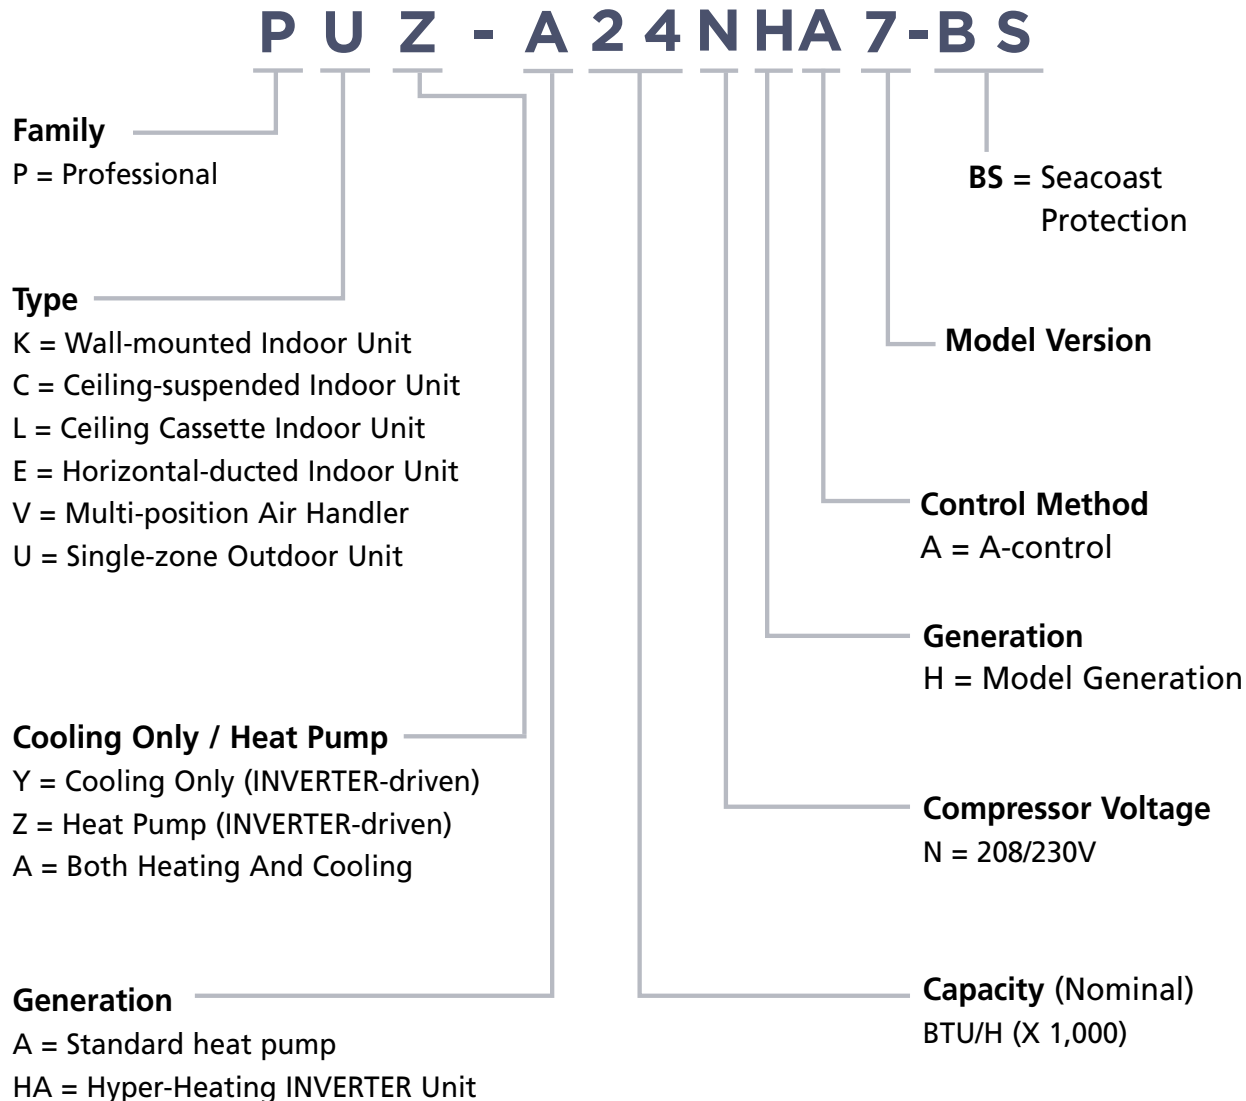 PUZ-A24NHA7-BS
Family
P = Professional
Type
K = Wall-mounted Indoor Unit
C = Ceiling-suspended Indoor Unit
L = Ceiling Cassette Indoor Unit
E = Horizontal-ducted Indoor Unit
V = Multi-position Air Handler
U = Single-zone Outdoor Unit
Cooling Only / Heat Pump
Y = Cooling Only (INVERTER-driven)
Z = Heat Pump (INVERTER-driven)
A = Both Heating And Cooling
Generation
A = Standard heat pump
HA = Hyper-Heating INVERTER Unit
BS = Seacoast
Protection
Model Version
Control Method
A = A-control
Generation
H = Model Generation
Compressor Voltage
N = 208/230V
Capacity (Nominal)
BTU/H (X 1,000)